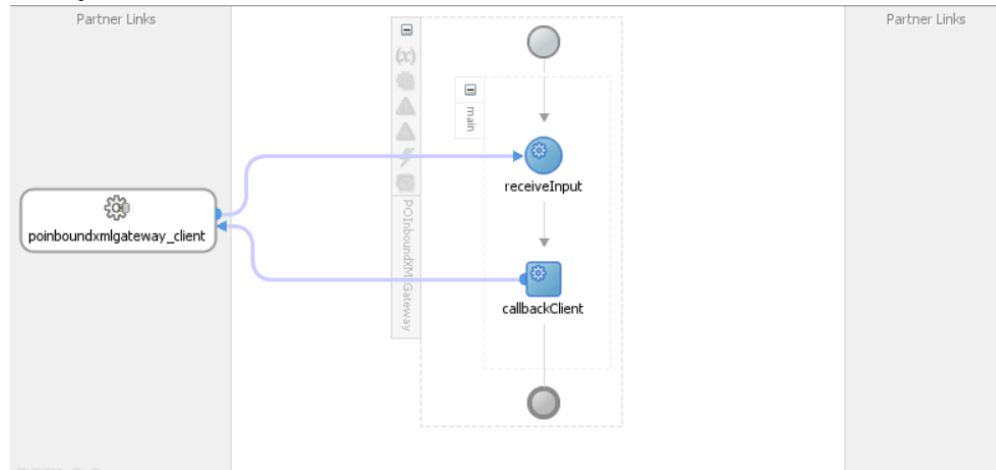 Partner Links
Partner Links
(x)
main
receiveInput
poinboundxmlgateway_client
POInboundXMLGateway
callbackClient